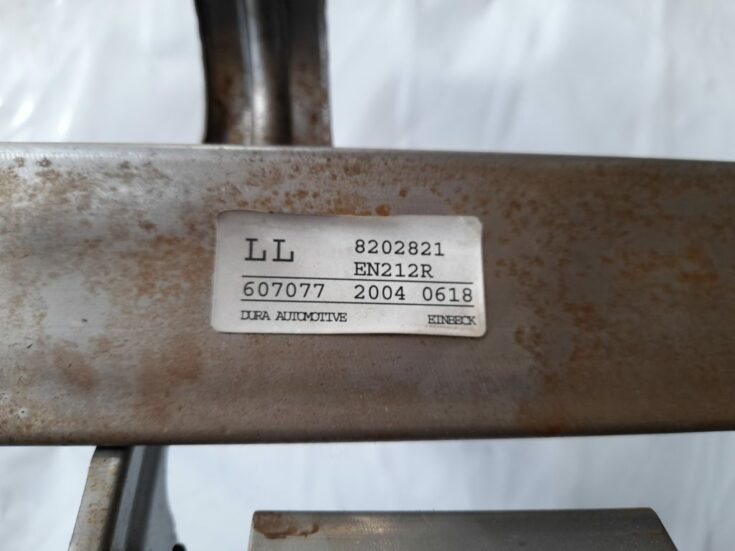 LL 8202821
EN212R
607077 2004 0618
DURA AUTOMOTIVE EINBECK